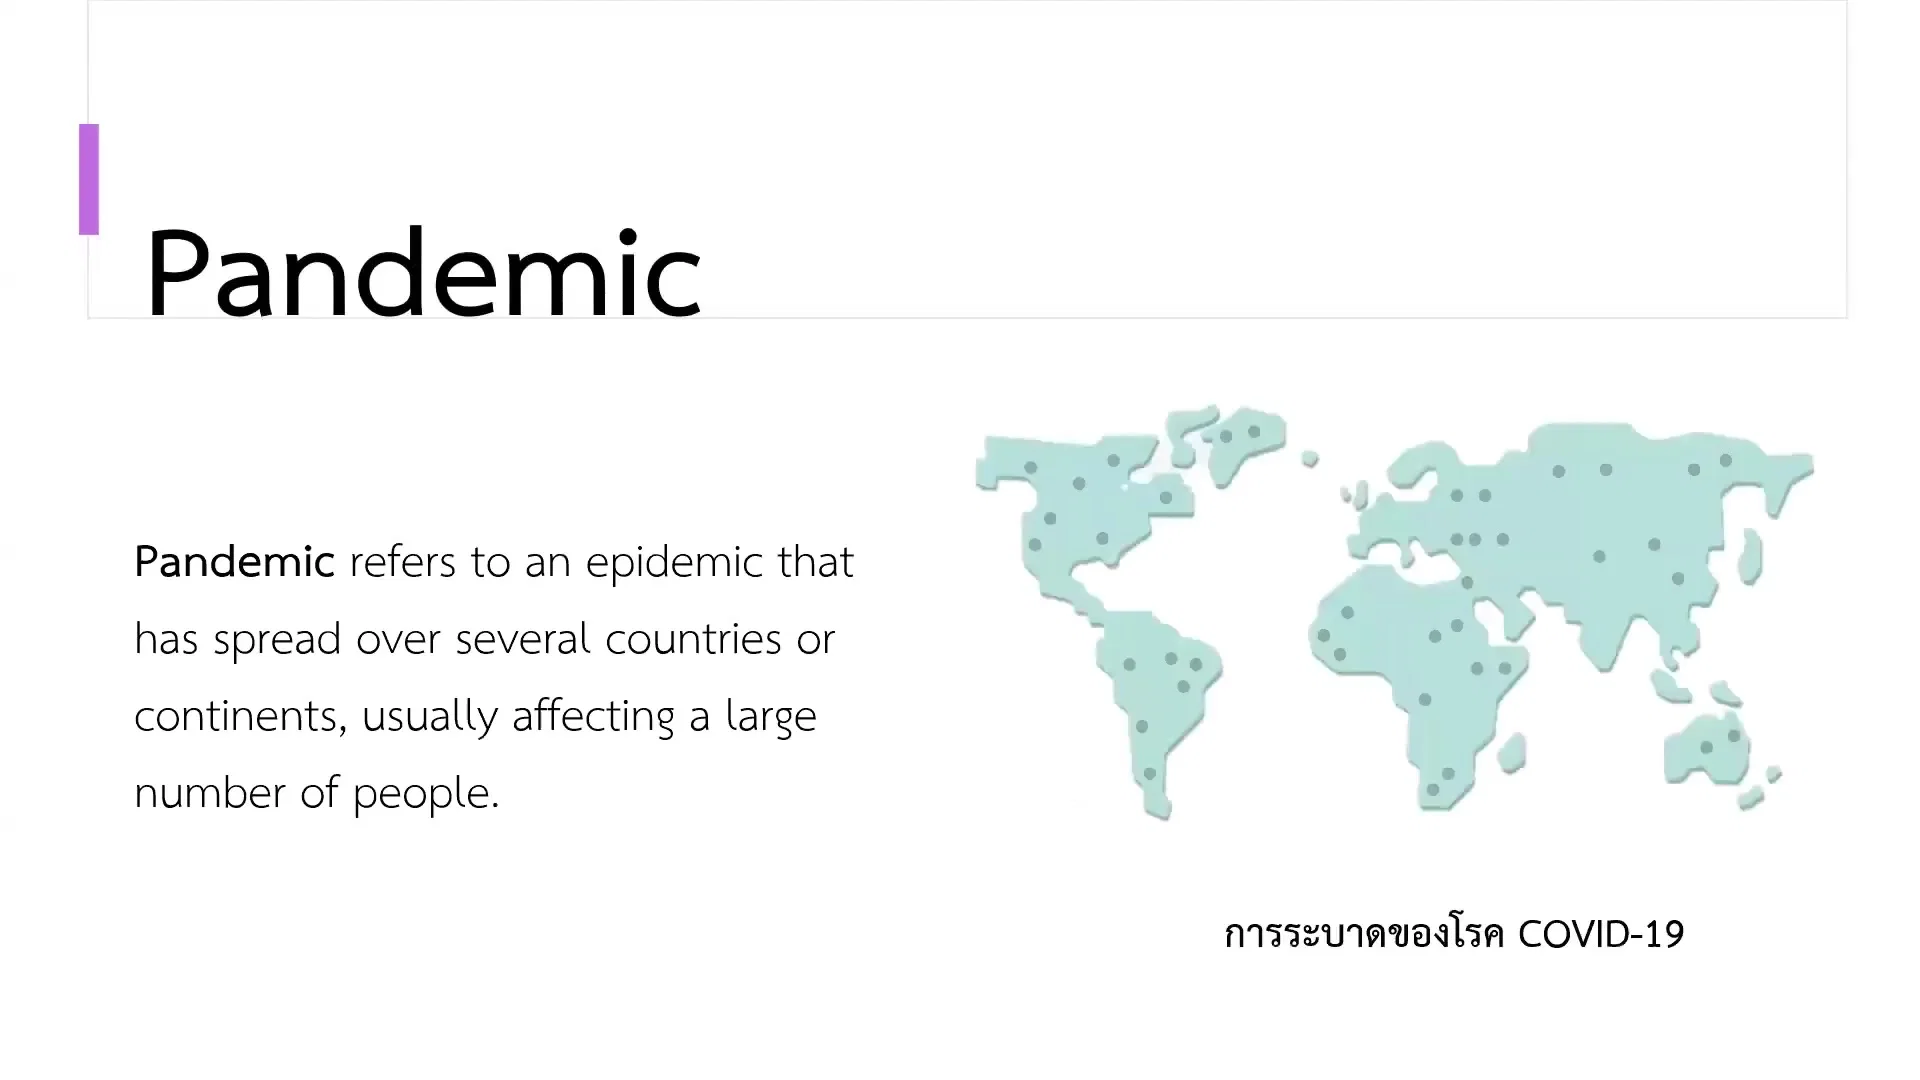 Pandemic
Pandemic refers to an epidemic that
has spread over several countries or
continents, usually affecting a large
number of people.
การระบาดของโรค COVID-19